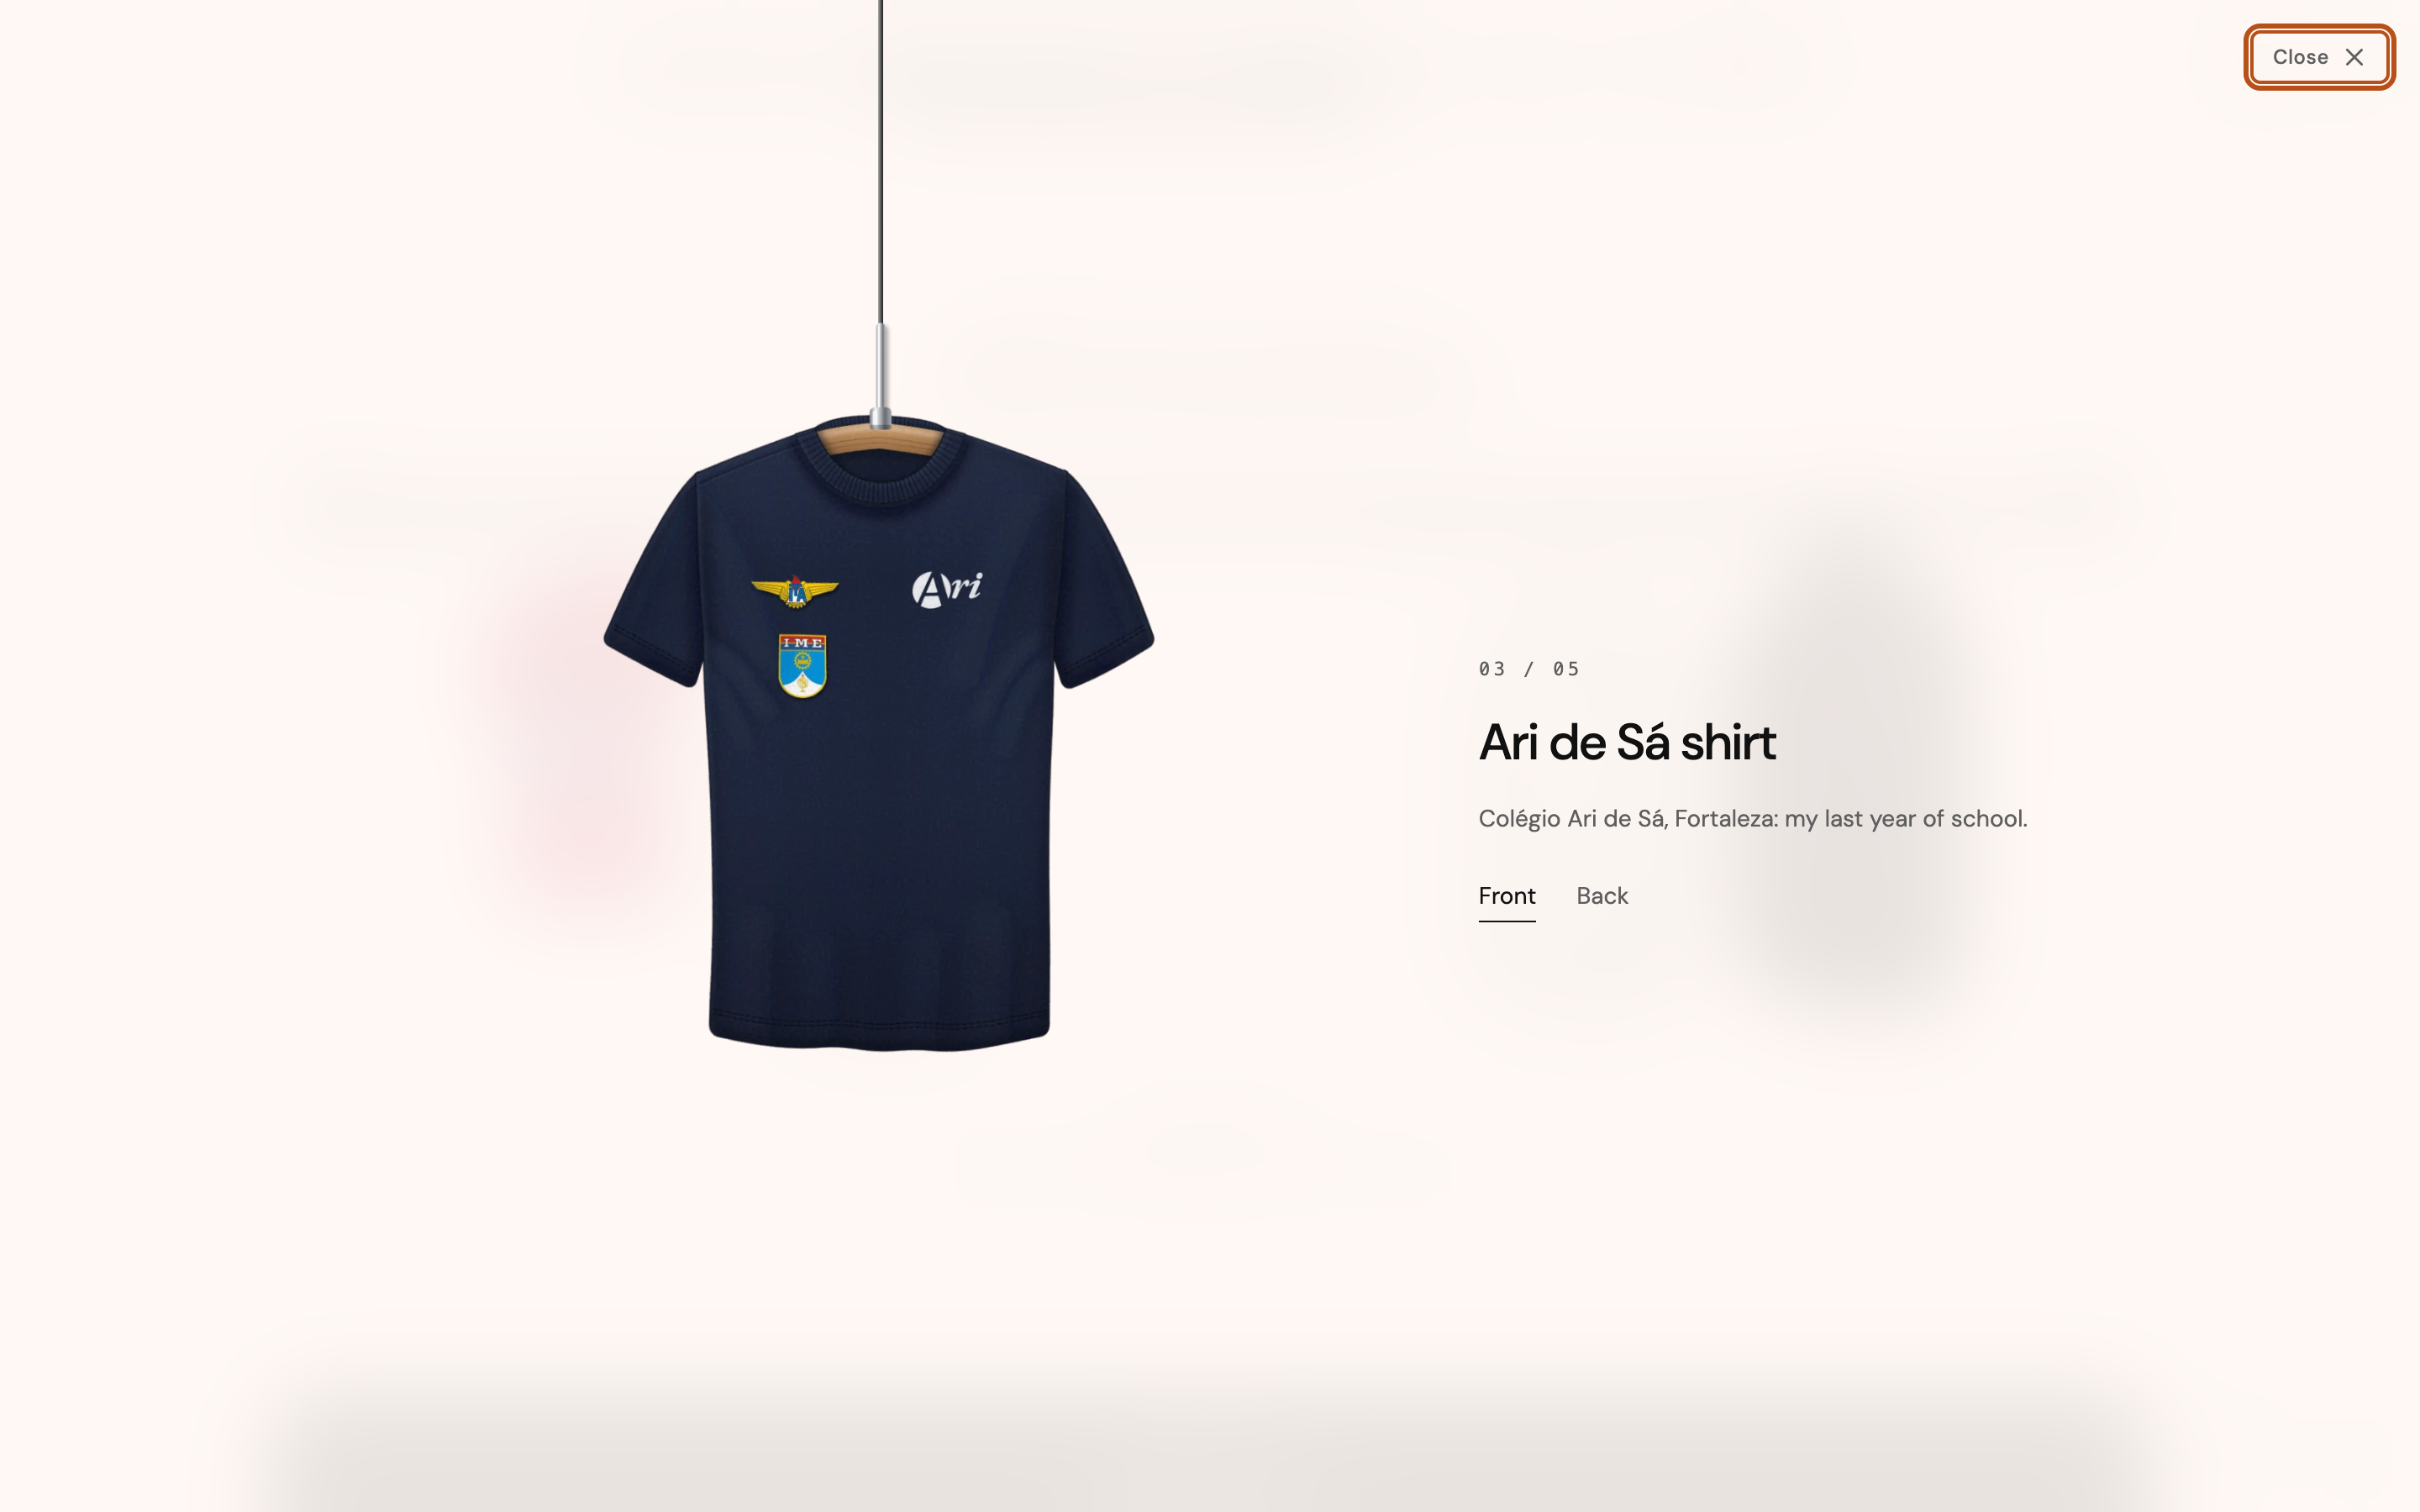 Close
Ari
I-M-E
03 / 05
Ari de Sá shirt
Colégio Ari de Sá, Fortaleza: my last year of school.
Front Back